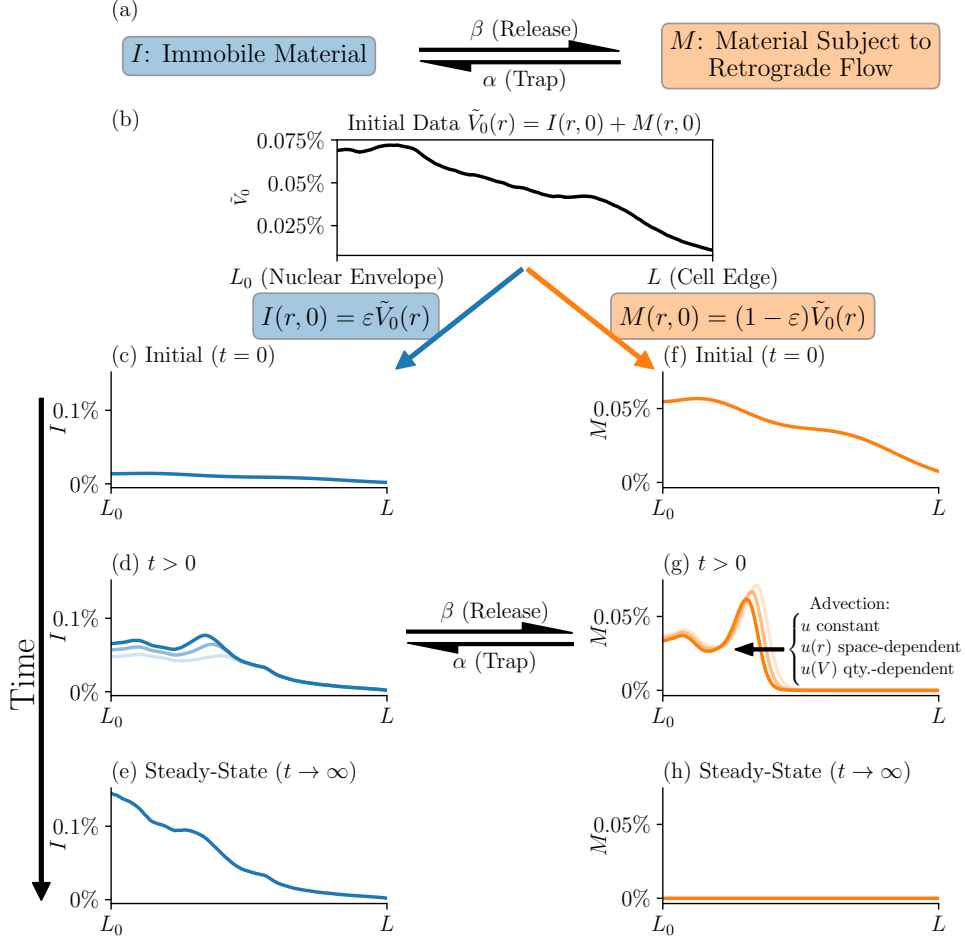 (a)
I: Immobile Material
β (Release)
α (Trap)
M: Material Subject to
Retrograde Flow
(b)
Initial Data Ṽ₀(r) = I(r, 0) + M(r, 0)
0.075%
0.05%
0.025%
Ṽ₀
L₀ (Nuclear Envelope)
L (Cell Edge)
I(r, 0) = εṼ₀(r)
M(r, 0) = (1 − ε)Ṽ₀(r)
Time
(c) Initial (t = 0)
0.1%
I
0%
L₀
L
(f) Initial (t = 0)
0.05%
M
0%
L₀
L
(d) t > 0
0.1%
I
0%
L₀
L
β (Release)
α (Trap)
(g) t > 0
0.05%
M
0%
Advection:
u constant
u(r) space-dependent
u(V) qty.-dependent
L₀
L
(e) Steady-State (t → ∞)
0.1%
I
0%
L₀
L
(h) Steady-State (t → ∞)
0.05%
M
0%
L₀
L